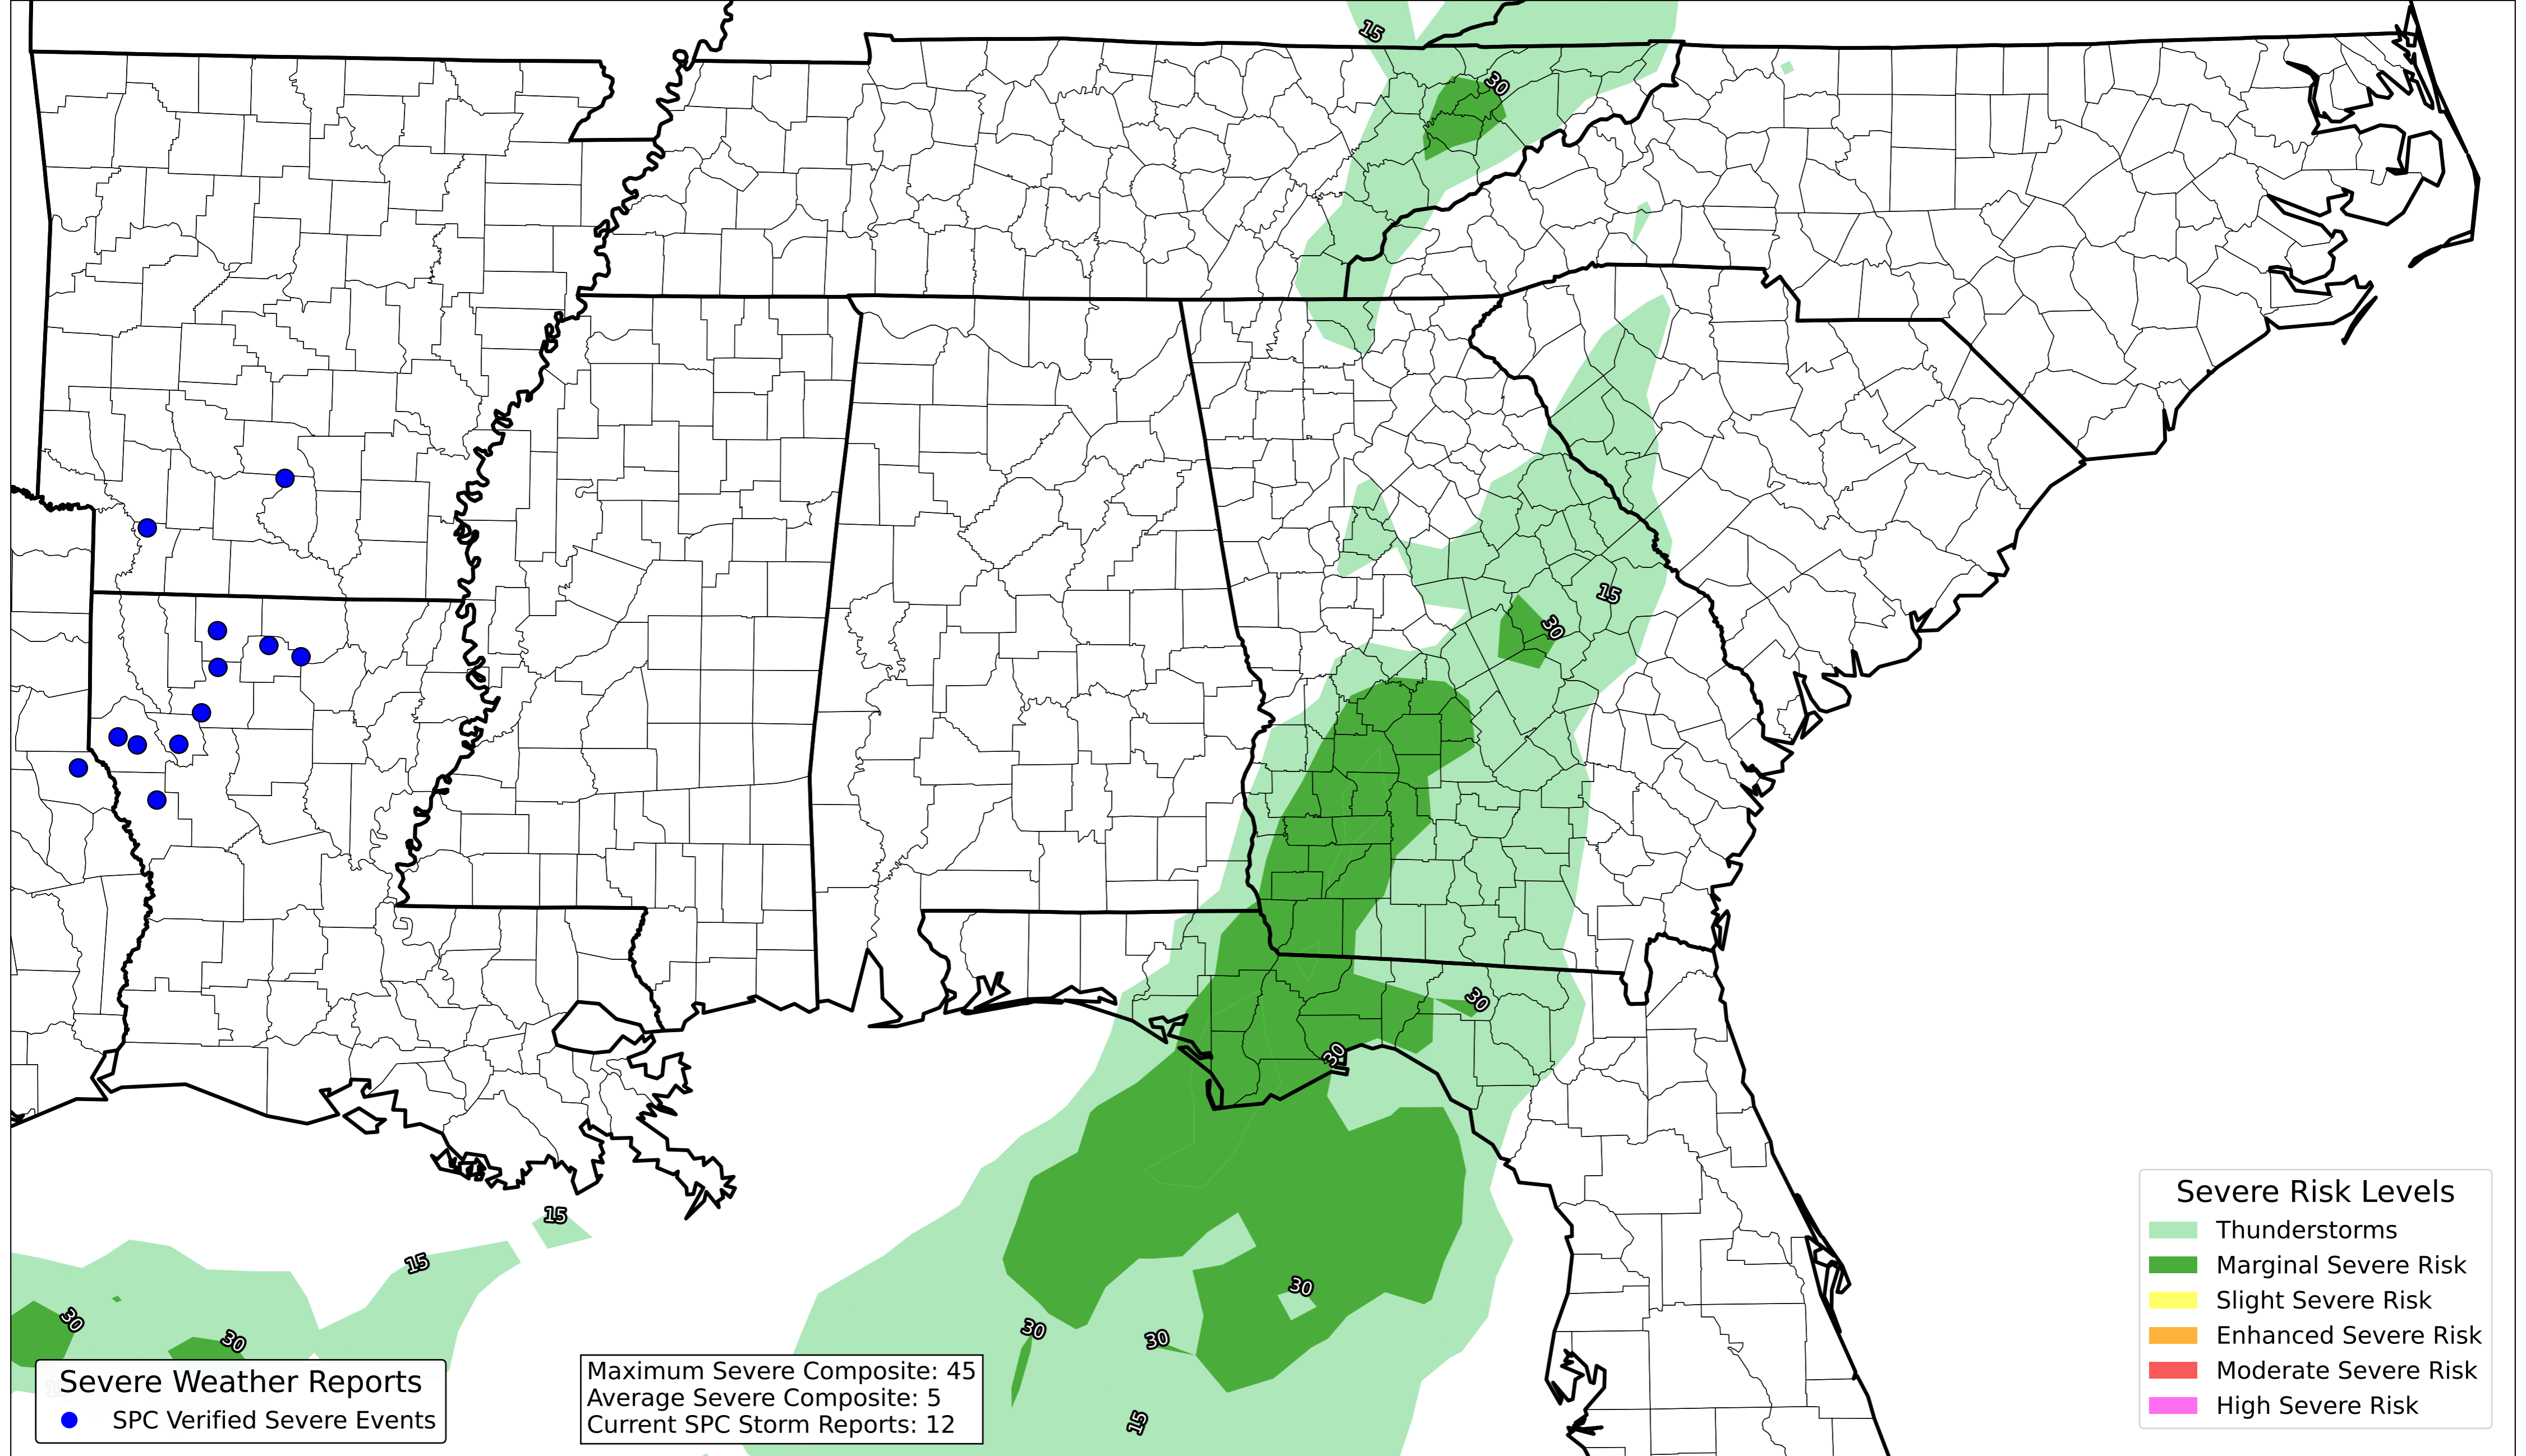 15
30
15
30
30
30
15
15
30
30
30
30
30
15
Severe Weather Reports
SPC Verified Severe Events
Maximum Severe Composite: 45
Average Severe Composite: 5
Current SPC Storm Reports: 12
Severe Risk Levels
Thunderstorms
Marginal Severe Risk
Slight Severe Risk
Enhanced Severe Risk
Moderate Severe Risk
High Severe Risk